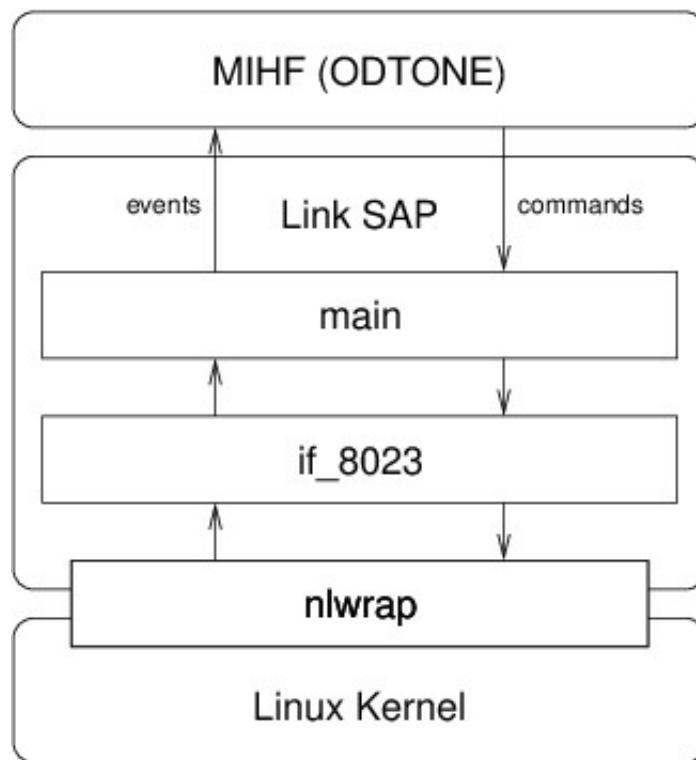 MIHF (ODTONE)
events
Link SAP
commands
main
if_8023
nlwrap
Linux Kernel